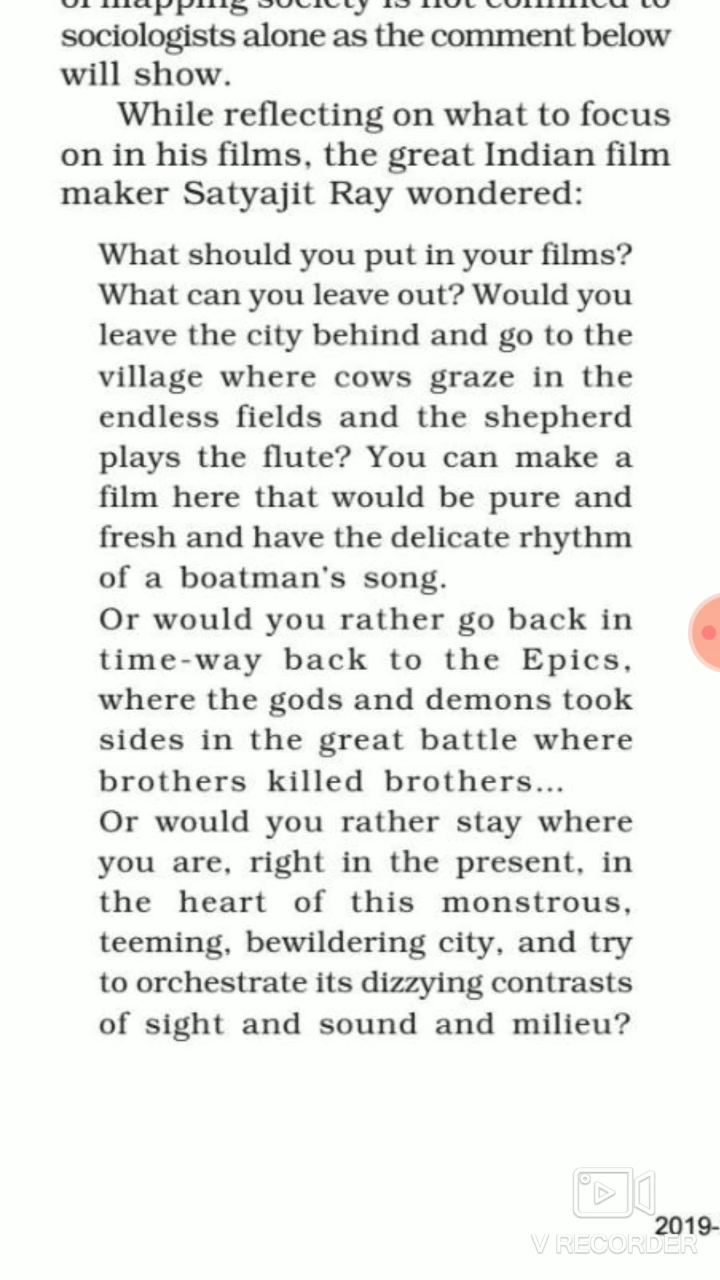 of mapping society is not confined to
sociologists alone as the comment below
will show.
While reflecting on what to focus
on in his films, the great Indian film
maker Satyajit Ray wondered:
What should you put in your films?
What can you leave out? Would you
leave the city behind and go to the
village where cows graze in the
endless fields and the shepherd
plays the flute? You can make a
film here that would be pure and
fresh and have the delicate rhythm
of a boatman's song.
Or would you rather go back in
time-way back to the Epics,
where the gods and demons took
sides in the great battle where
brothers killed brothers...
Or would you rather stay where
you are, right in the present, in
the heart of this monstrous,
teeming, bewildering city, and try
to orchestrate its dizzying contrasts
of sight and sound and milieu?
2019-
V RECORDER